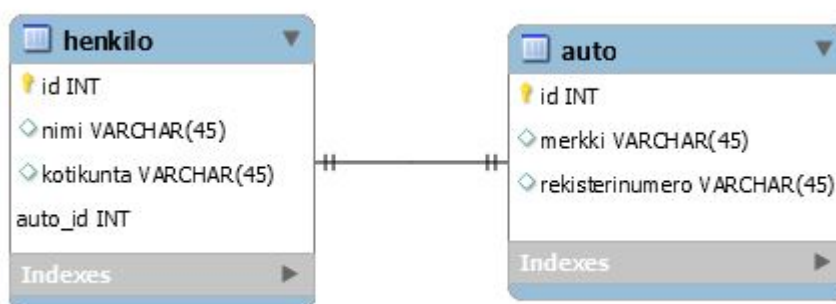 henkilo
id INT
nimi VARCHAR(45)
kotikunta VARCHAR(45)
auto_id INT
Indexes
auto
id INT
merkki VARCHAR(45)
rekisterinumero VARCHAR(45)
Indexes